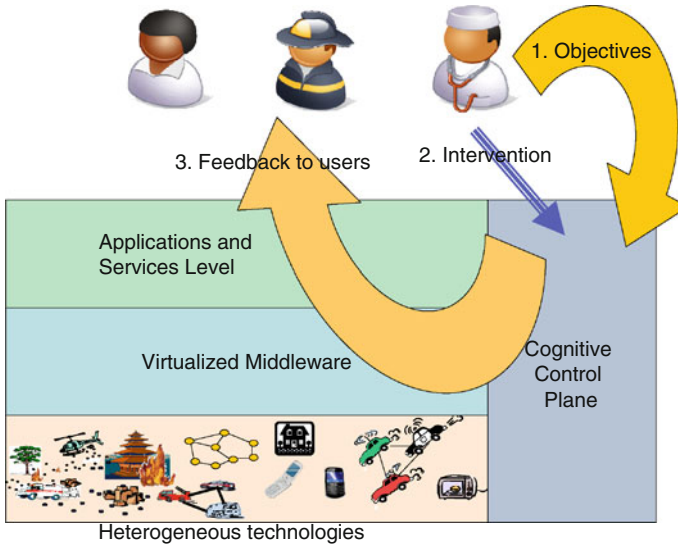 1. Objectives
2. Intervention
3. Feedback to users
Applications and
Services Level
Virtualized Middleware
Cognitive
Control
Plane
Heterogeneous technologies